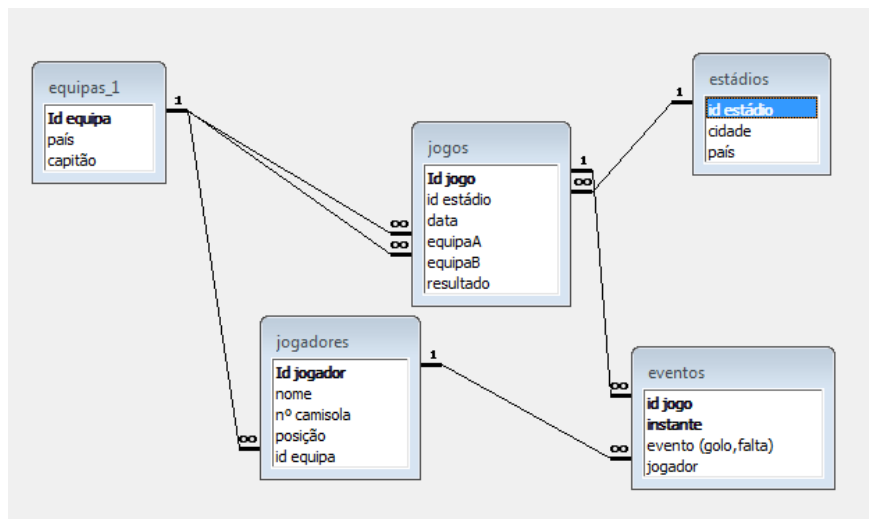 equipas_1
Id equipa
país
capitão
1
jogos
Id jogo
id estádio
data
equipaA
equipaB
resultado
∞
∞
1
∞
estádios
id estádio
cidade
país
1
jogadores
Id jogador
nome
nº camisola
posição
id equipa
∞
1
eventos
id jogo
instante
evento (golo,falta)
jogador
∞
∞